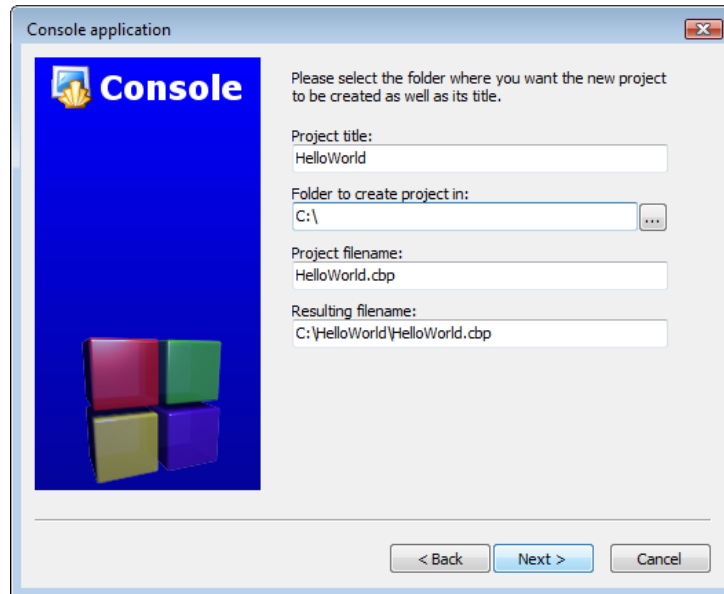 Console application
Console
Please select the folder where you want the new project
to be created as well as its title.
Project title:
HelloWorld
Folder to create project in:
C:\
...
Project filename:
HelloWorld.cbp
Resulting filename:
C:\HelloWorld\HelloWorld.cbp
< Back
Next >
Cancel